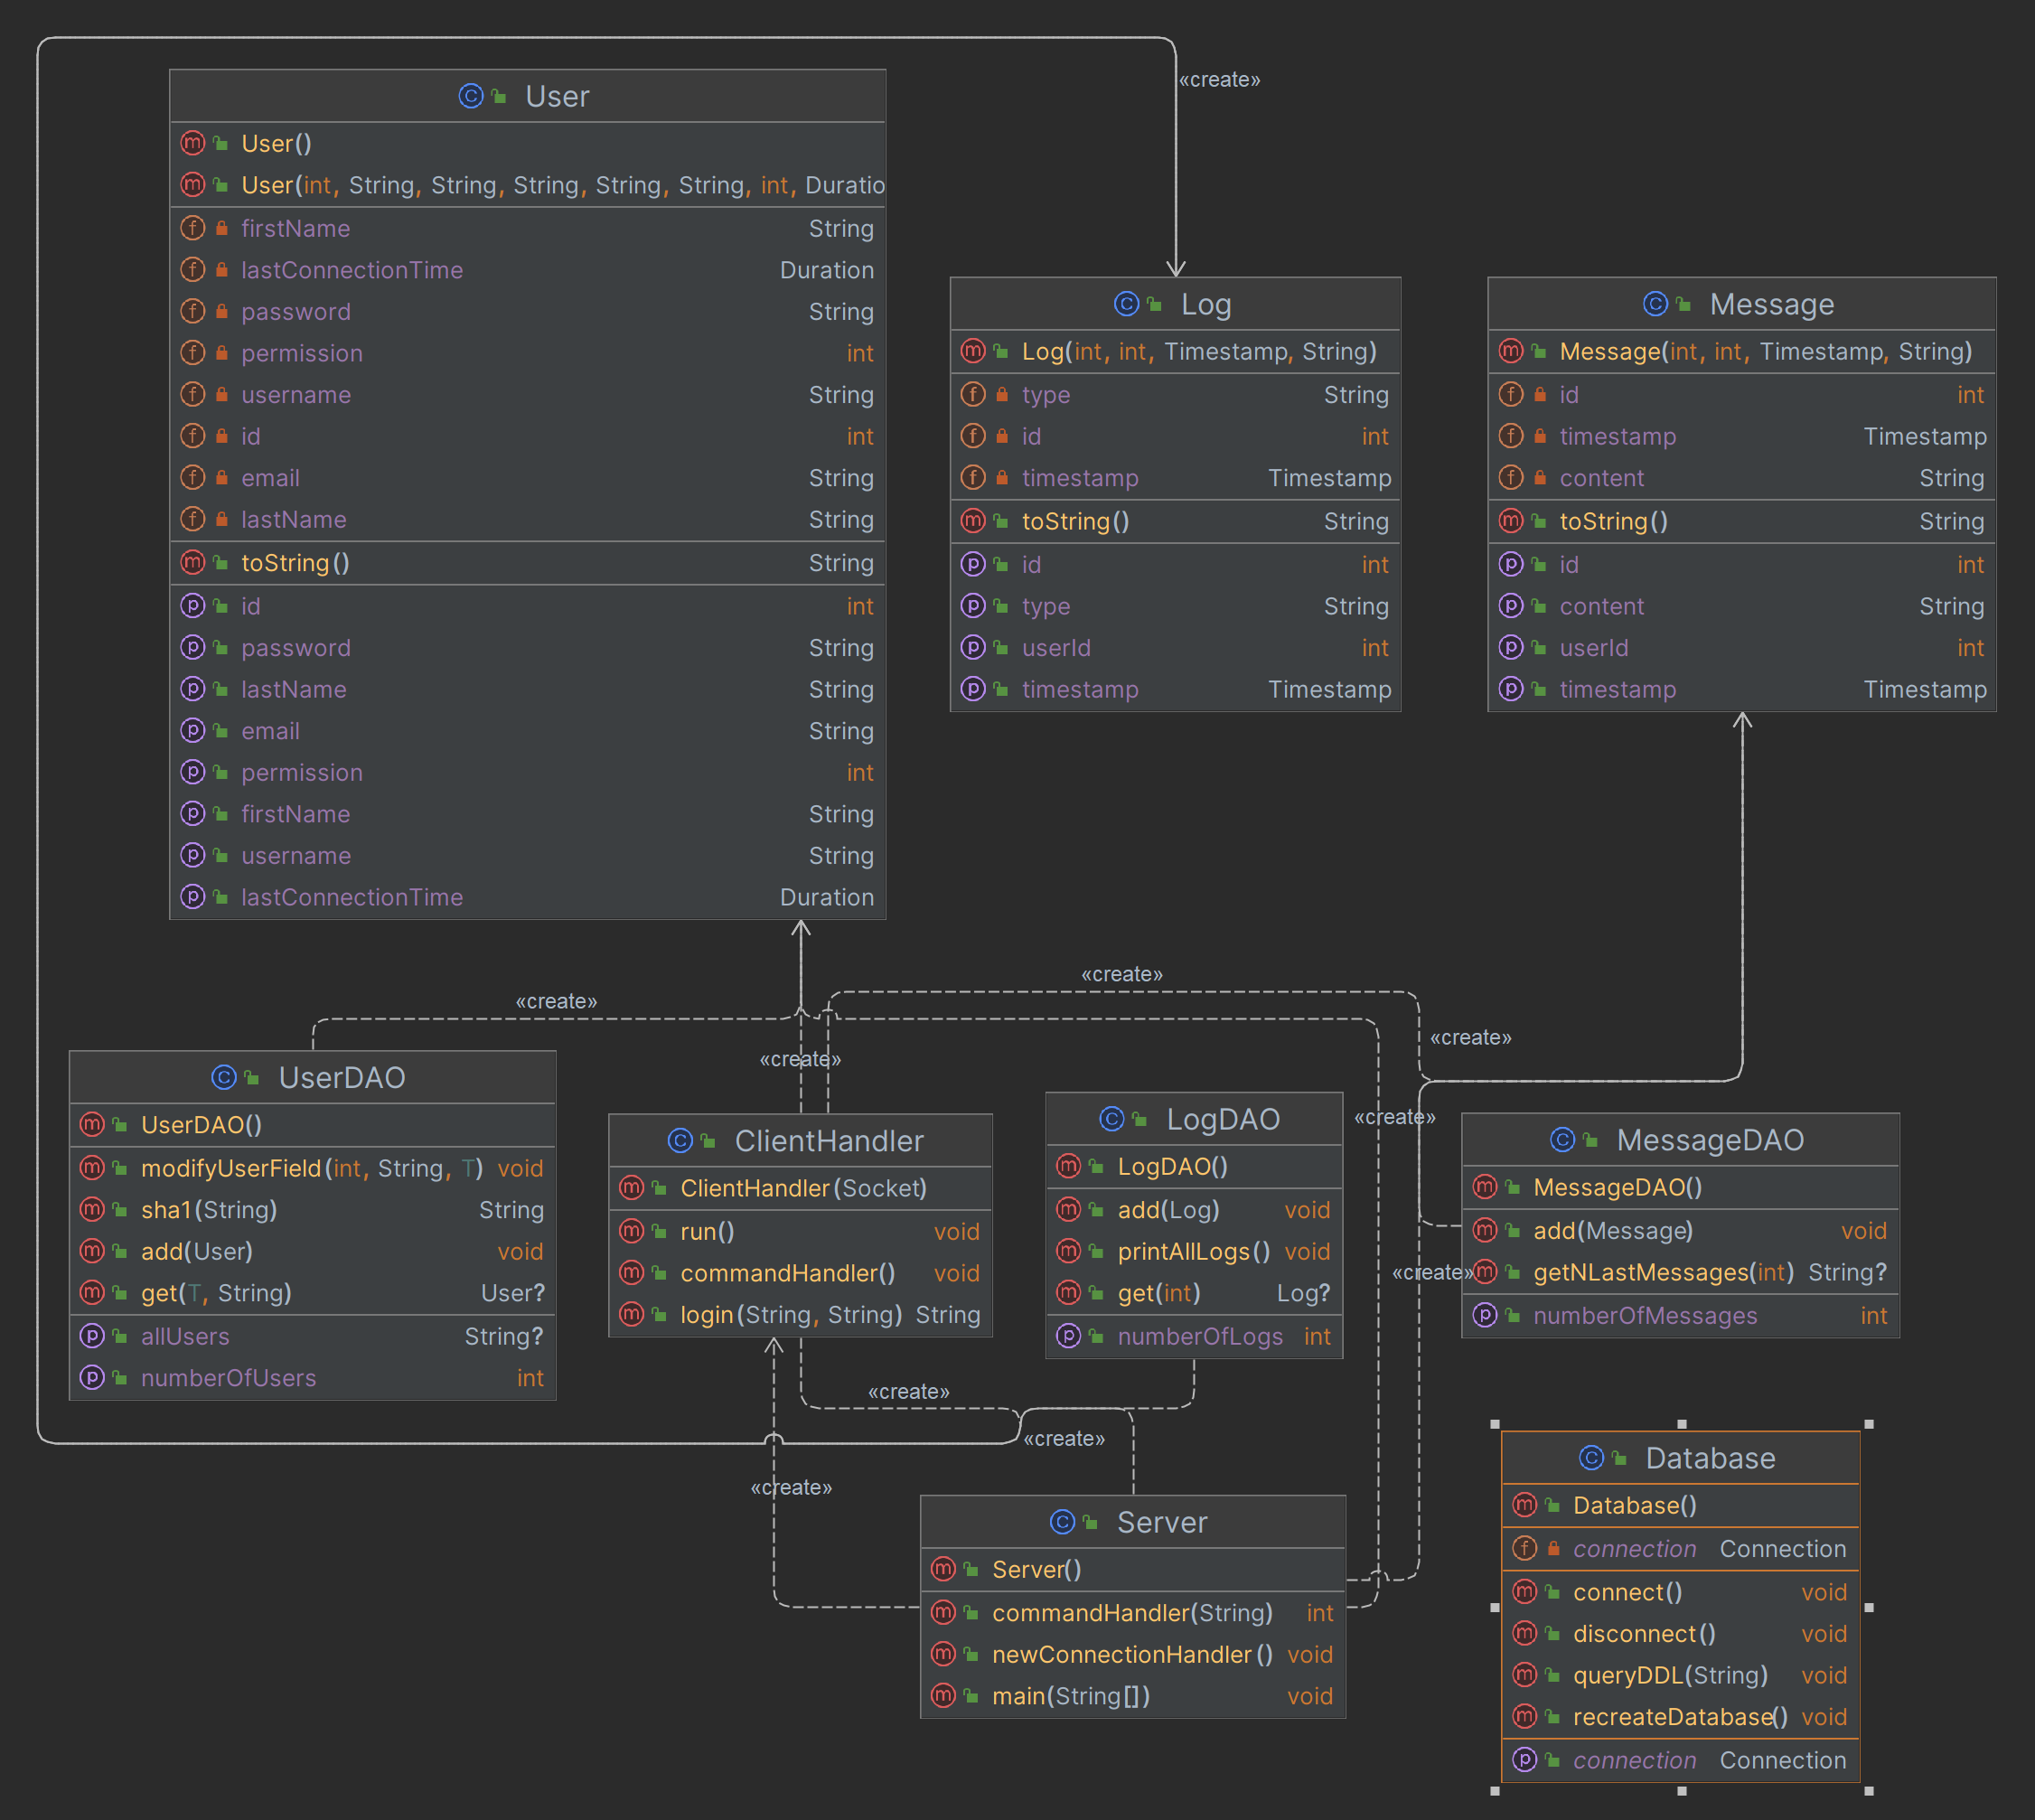 «create»
User
User()
User(int, String, String, String, String, String, int, Duratio
firstName String
lastConnectionTime Duration
password String
permission int
username String
id int
email String
lastName String
toString() String
id int
password String
lastName String
email String
permission int
firstName String
username String
lastConnectionTime Duration
Log
Log(int, int, Timestamp, String)
type String
id int
timestamp Timestamp
toString() String
id int
type String
userId int
timestamp Timestamp
Message
Message(int, int, Timestamp, String)
id int
timestamp Timestamp
content String
toString() String
id int
content String
userId int
timestamp Timestamp
«create»
«create»
«create»
«create»
«create»
«create»
UserDAO
UserDAO()
modifyUserField(int, String, T) void
sha1(String) String
add(User) void
get(T, String) User?
allUsers String?
numberOfUsers int
ClientHandler
ClientHandler(Socket)
run() void
commandHandler() void
login(String, String) String
LogDAO
LogDAO()
add(Log) void
printAllLogs() void
get(int) Log?
numberOfLogs int
MessageDAO
MessageDAO()
add(Message) void
getNLastMessages(int) String?
numberOfMessages int
«create»
«create»
«create»
Server
Server()
commandHandler(String) int
newConnectionHandler() void
main(String[]) void
Database
Database()
connection Connection
connect() void
disconnect() void
queryDDL(String) void
recreateDatabase() void
connection Connection